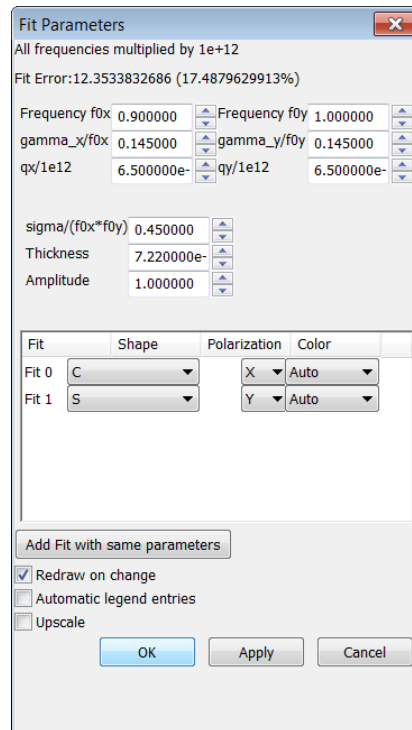 Fit Parameters
All frequencies multiplied by 1e+12
Fit Error:12.3533832686 (17.4879629913%)
Frequency f0x 0.900000 Frequency f0y 1.000000
gamma_x/f0x 0.145000 gamma_y/f0y 0.145000
qx/1e12 6.500000e- qy/1e12 6.500000e-
sigma/(f0x*f0y) 0.450000
Thickness 7.220000e-
Amplitude 1.000000
Fit Shape Polarization Color
Fit 0 C X Auto
Fit 1 S Y Auto
Add Fit with same parameters
Redraw on change
Automatic legend entries
Upscale
OK Apply Cancel